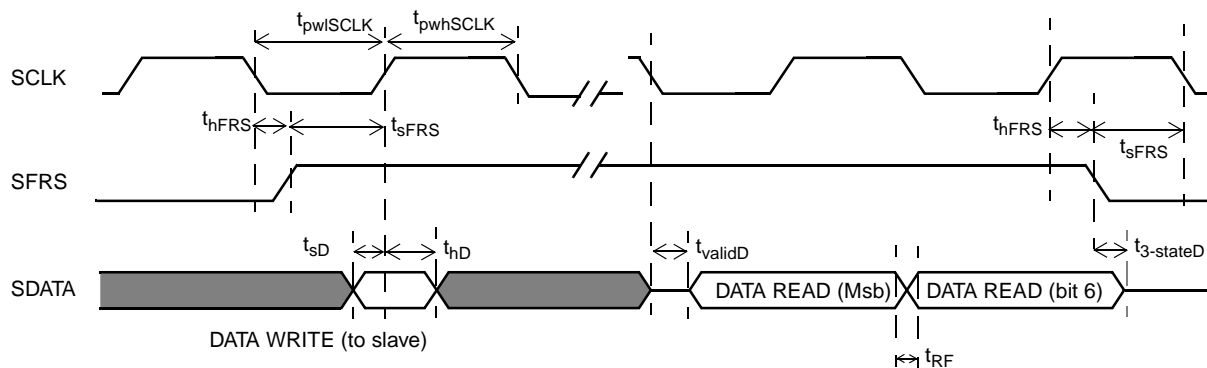 tpwlSCLK
tpwhSCLK
SCLK
thFRS
tsFRS
thFRS
tsFRS
SFRS
tsD
thD
tvalidD
t3-stateD
SDATA
DATA READ (Msb)
DATA READ (bit 6)
DATA WRITE (to slave)
tRF